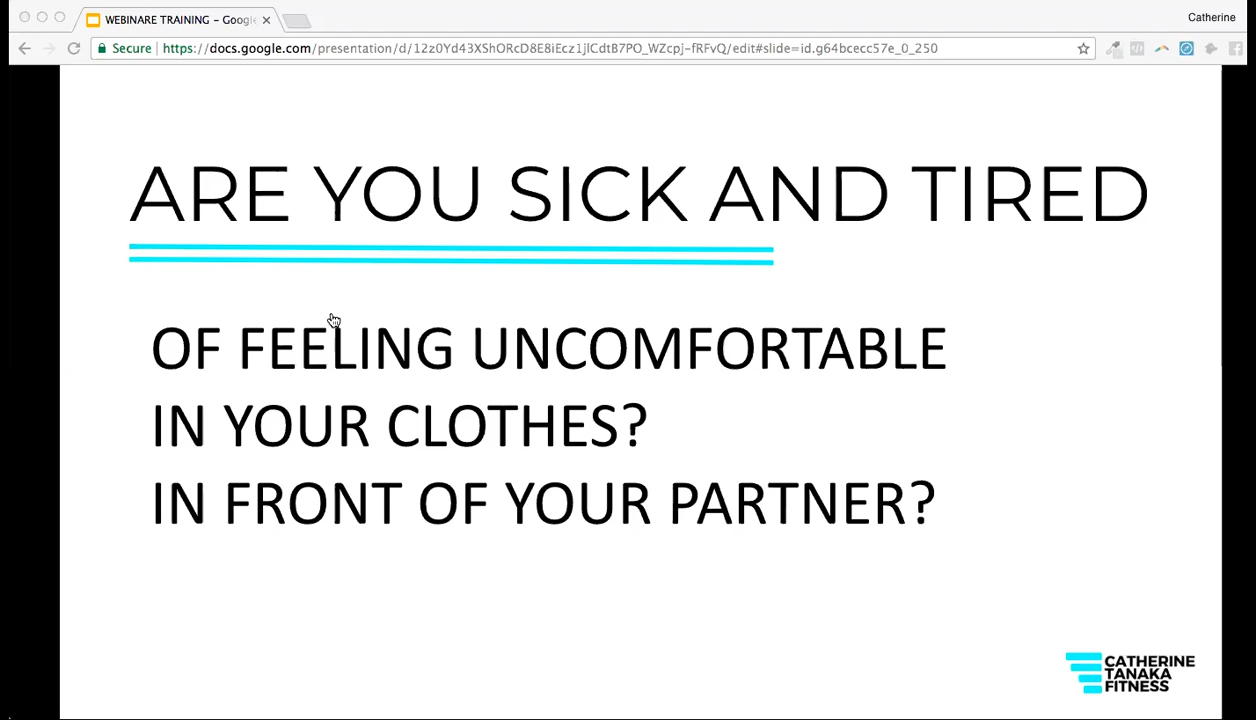 WEBINARE TRAINING – Google
Catherine
Secure
https://docs.google.com/presentation/d/12z0Yd43XShORcD8E8iEcz1jlCdtB7PO_WZcpj-fRFvQ/edit#slide=id.g64bcecc57e_0_250
ARE YOU SICK AND TIRED
OF FEELING UNCOMFORTABLE
IN YOUR CLOTHES?
IN FRONT OF YOUR PARTNER?
CATHERINE
TANAKA
FITNESS